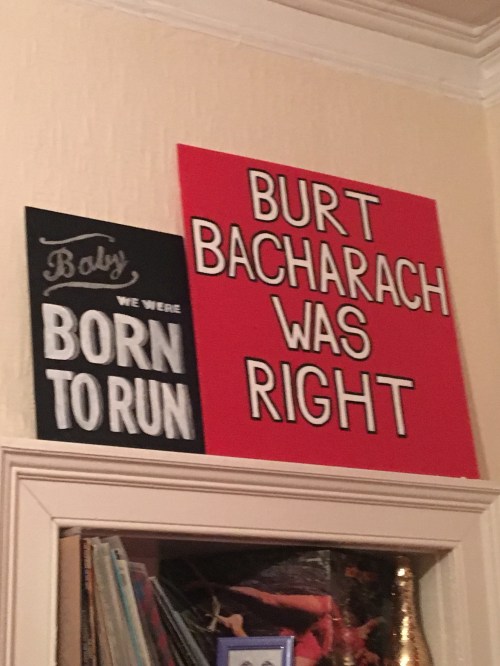 Baby
WE WERE
BORN
TO RUN
BURT
BACHARACH
WAS
RIGHT